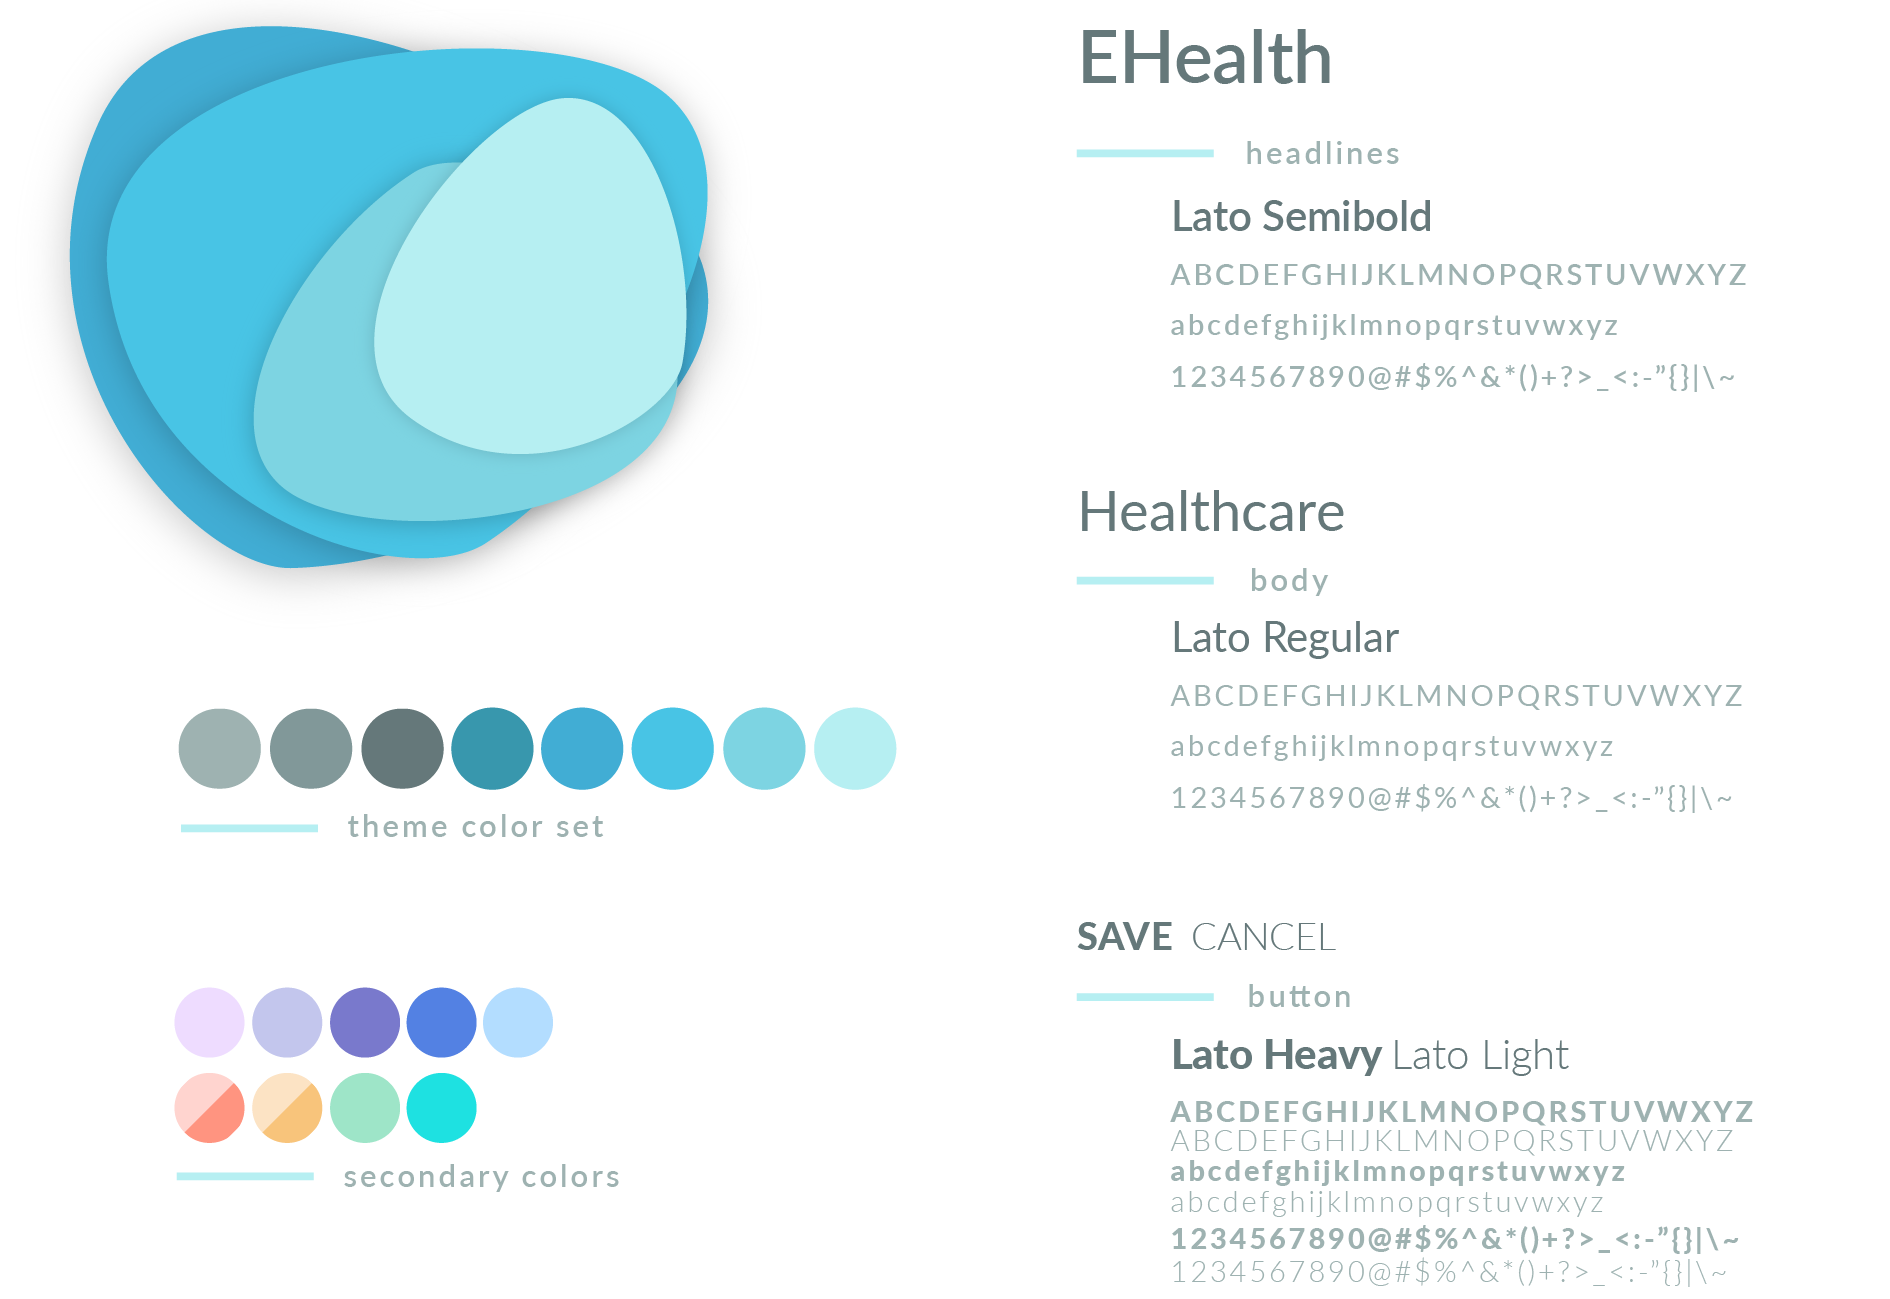 EHealth
headlines
Lato Semibold
ABCDEFGHIJKLMNOPQRSTUVWXYZ
abcdefghijklmnopqrstuvwxyz
1234567890@#$%^&*()+?>_<:-”{}|\~
Healthcare
body
Lato Regular
ABCDEFGHIJKLMNOPQRSTUVWXYZ
abcdefghijklmnopqrstuvwxyz
1234567890@#$%^&*()+?>_<:-”{}|\~
theme color set
SAVE CANCEL
button
Lato Heavy Lato Light
ABCDEFGHIJKLMNOPQRSTUVWXYZ
ABCDEFGHIJKLMNOPQRSTUVWXYZ
abcdefghijklmnopqrstuvwxyz
abcdefghijklmnopqrstuvwxyz
1234567890@#$%^&*()+?>_<:-”{}|\~
1234567890@#$%^&*()+?>_<:-”{}|\~
secondary colors